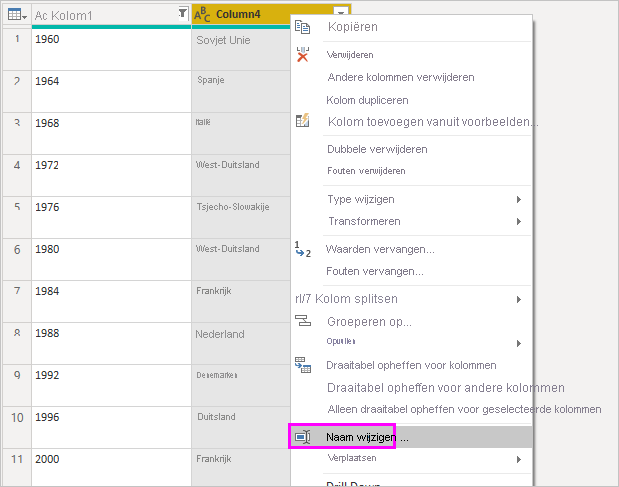 Ac Kolom1
ABC Column4
1 1960 Sovjet Unie
2 1964 Spanje
3 1968 Italië
4 1972 West-Duitsland
5 1976 Tsjecho-Slowakije
6 1980 West-Duitsland
7 1984 Frankrijk
8 1988 Nederland
9 1992 Denemarken
10 1996 Duitsland
11 2000 Frankrijk
Kopiëren
Verwijderen
Andere kolommen verwijderen
Kolom dupliceren
Kolom toevoegen vanuit voorbeelden...
Dubbele verwijderen
Fouten verwijderen
Type wijzigen
Transformeren
1 2 Waarden vervangen...
Fouten vervangen...
rl/7 Kolom splitsen
Groeperen op...
Opvullen
Draaitabel opheffen voor kolommen
Draaitabel opheffen voor andere kolommen
Alleen draaitabel opheffen voor geselecteerde kolommen
Naam wijzigen ...
Verplaatsen
Drill Down